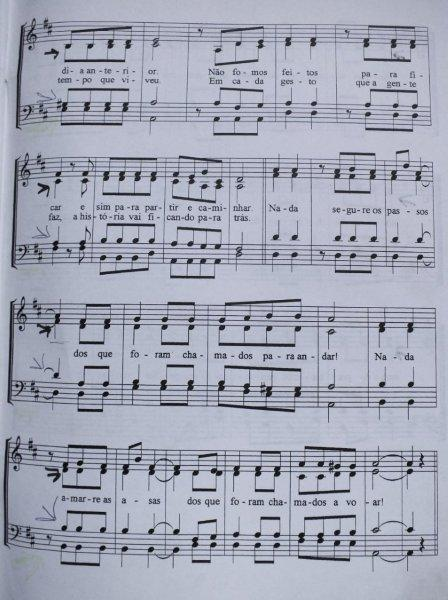 di- a an- te - ri - or. Não fo- mos fei- tos pa - ra fi -
tem- po que vi - veu. Em ca - da ges - to que a gen - te
car e sim pa- ra par - tir e ca- mi- nhar. Na - da se- gu- re os pas - sos
faz, a his- tória vai fi - can- do pa- ra trás.
dos que fo - ram cha - ma- dos pa- ra an - dar! Na - da
a- mar- re as a - sas dos que fo- ram cha- ma- dos a vo- ar!